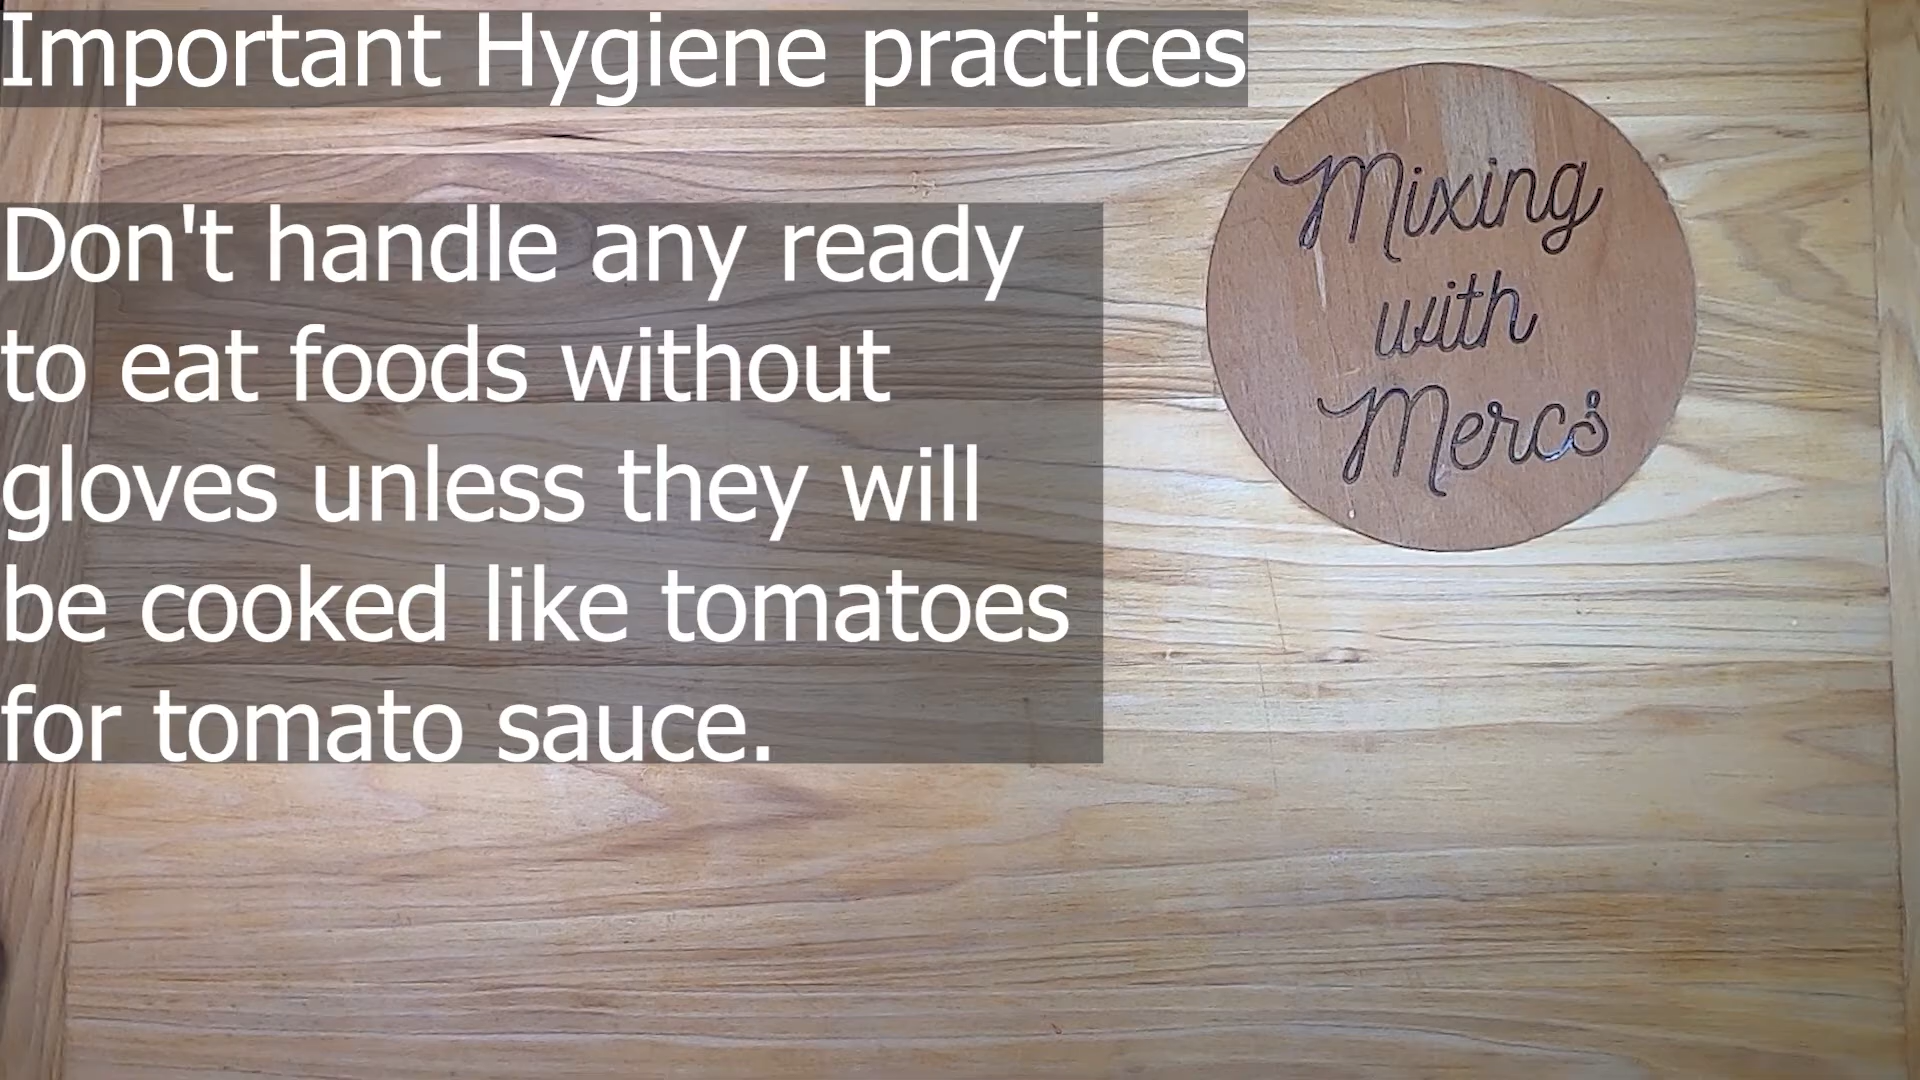 Important Hygiene practices
Don't handle any ready
to eat foods without
gloves unless they will
be cooked like tomatoes
for tomato sauce.
Mixing
with
Mercs